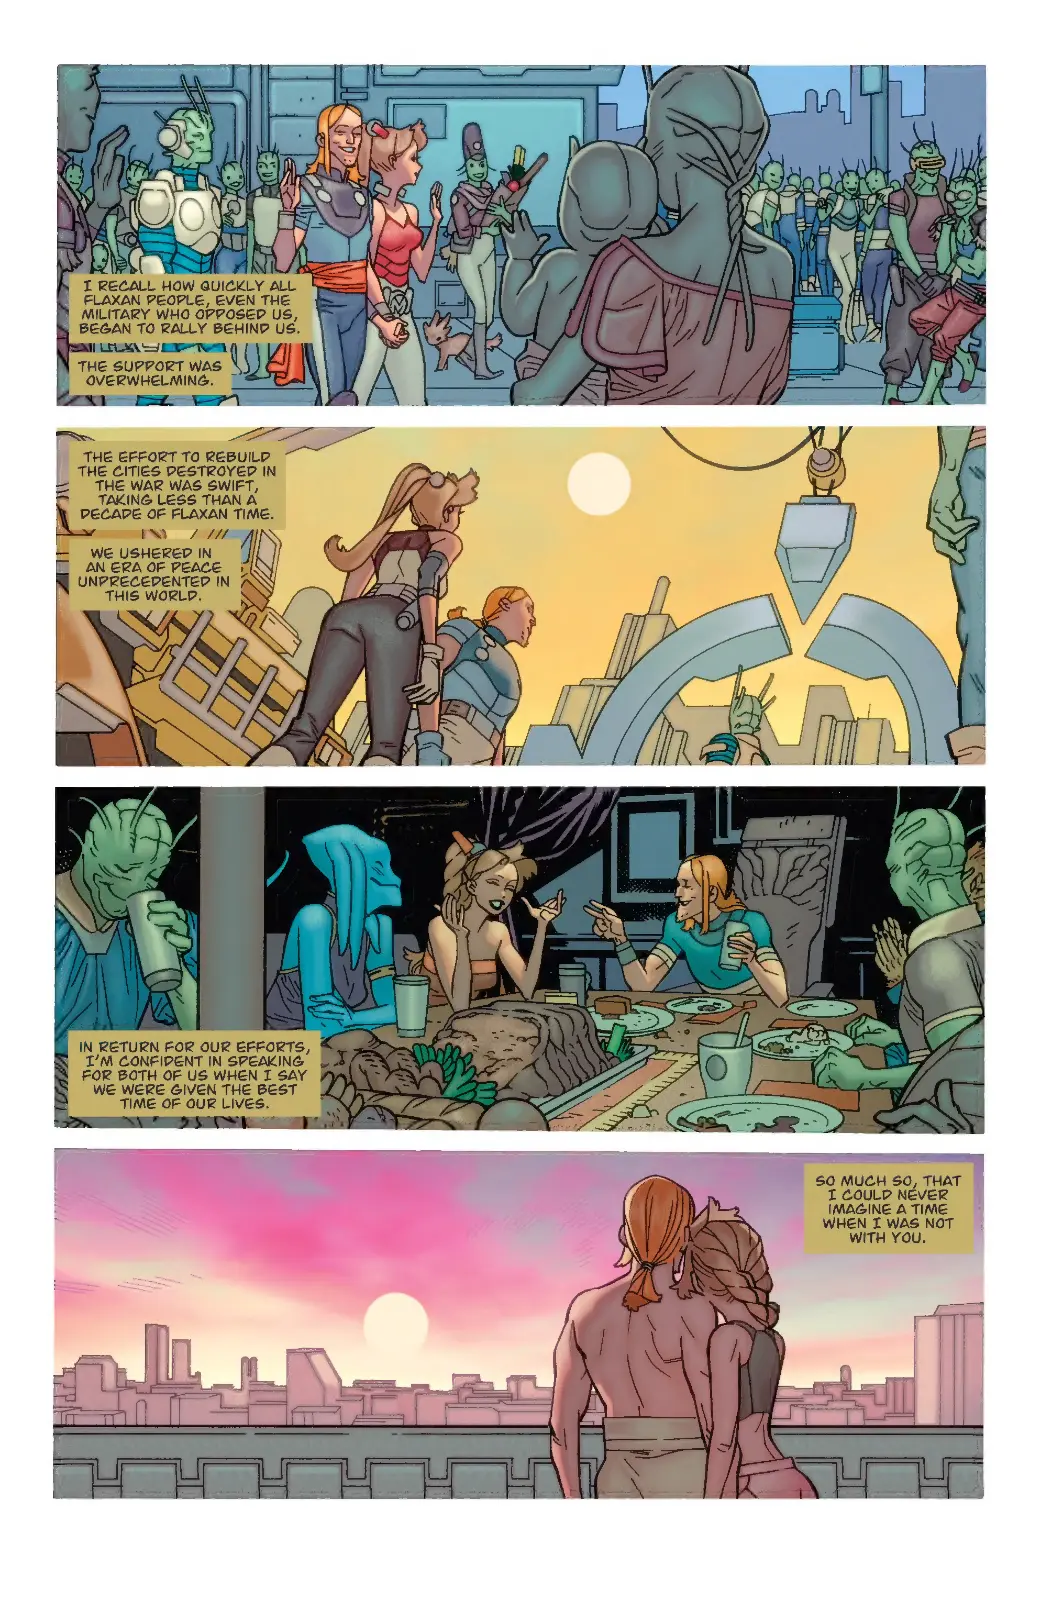 I RECALL HOW QUICKLY ALL
FLAXAN PEOPLE, EVEN THE
MILITARY WHO OPPOSED US,
BEGAN TO RALLY BEHIND US.
THE SUPPORT WAS
OVERWHELMING.
THE EFFORT TO REBUILD
THE CITIES DESTROYED IN
THE WAR WAS SWIFT,
TAKING LESS THAN A
DECADE OF FLAXAN TIME.
WE USHERED IN
AN ERA OF PEACE
UNPRECEDENTED IN
THIS WORLD.
IN RETURN FOR OUR EFFORTS,
I'M CONFIDENT IN SPEAKING
FOR BOTH OF US WHEN I SAY
WE WERE GIVEN THE BEST
TIME OF OUR LIVES.
SO MUCH SO, THAT
I COULD NEVER
IMAGINE A TIME
WHEN I WAS NOT
WITH YOU.